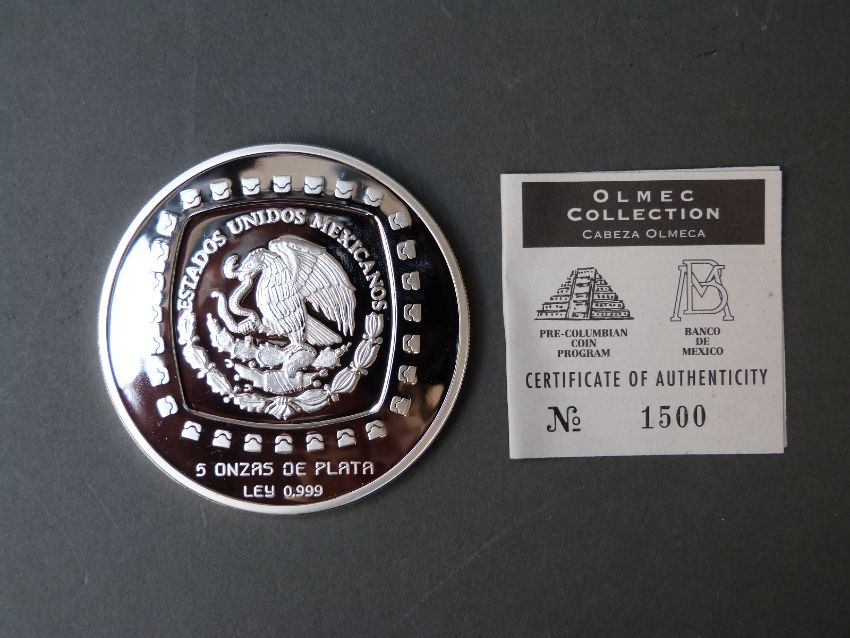 ESTADOS UNIDOS MEXICANOS
5 ONZAS DE PLATA
LEY 0.999
OLMEC
COLLECTION
CABEZA OLMECA
PRE-COLUMBIAN
COIN
PROGRAM
BM
BANCO
DE
MEXICO
CERTIFICATE OF AUTHENTICITY
№ 1500